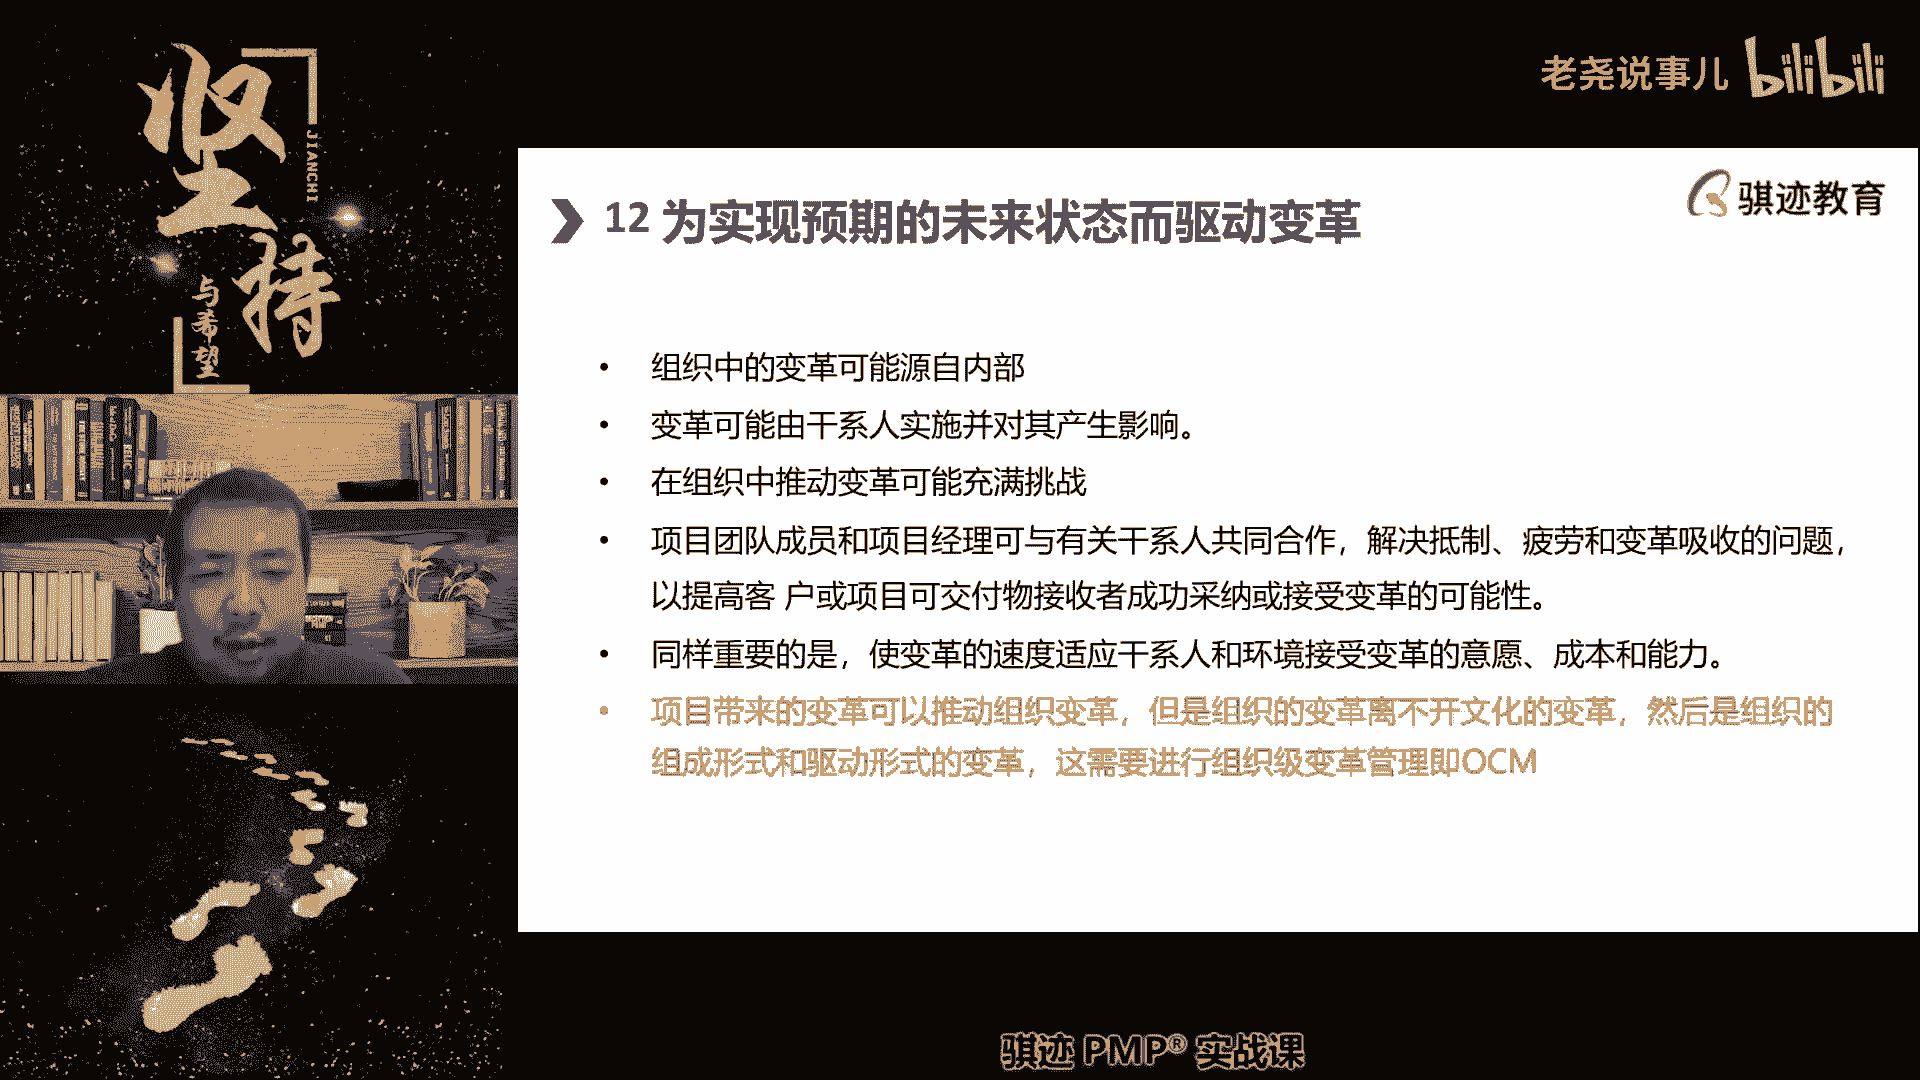 坚持
JIANCHI
与希望
老尧说事儿 bilibili
骐迹教育
12 为实现预期的未来状态而驱动变革
• 组织中的变革可能源自内部
• 变革可能由干系人实施并对其产生影响。
• 在组织中推动变革可能充满挑战
• 项目团队成员和项目经理可与有关干系人共同合作，解决抵制、疲劳和变革吸收的问题，
以提高客 户或项目可交付物接收者成功采纳或接受变革的可能性。
• 同样重要的是，使变革的速度适应干系人和环境接受变革的意愿、成本和能力。
• 项目带来的变革可以推动组织变革，但是组织的变革离不开文化的变革，然后是组织的
组成形式和驱动形式的变革，这需要进行组织级变革管理即OCM
骐迹 PMP® 实战课